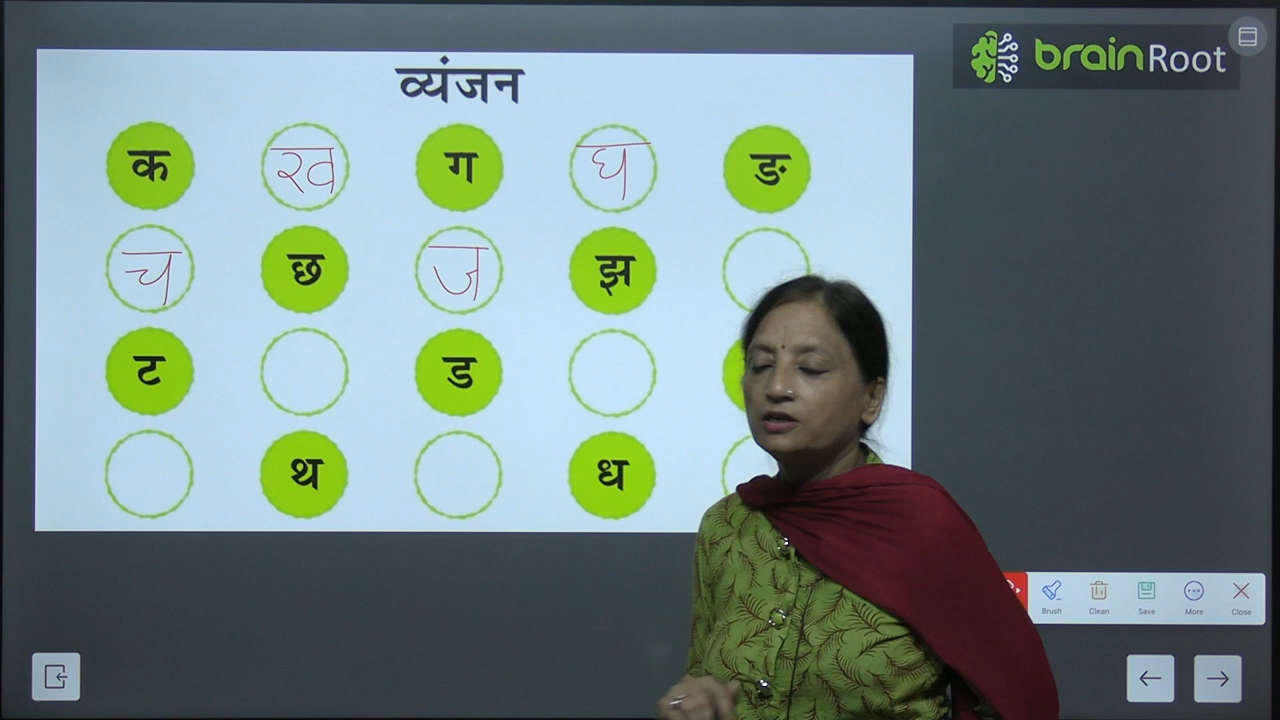 brainRoot
व्यंजन
क ख ग घ ङ
च छ ज झ
ट ड
थ ध
Brush Clean Save More Close